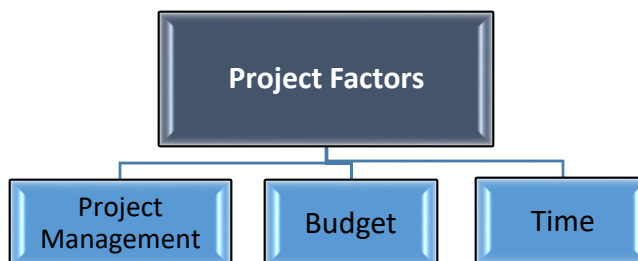 Project Factors
Project
Management
Budget
Time